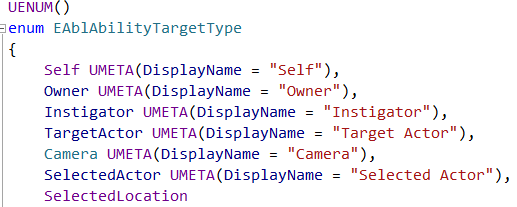 UENUM()
enum EAblAbilityTargetType
{
Self UMETA(DisplayName = "Self"),
Owner UMETA(DisplayName = "Owner"),
Instigator UMETA(DisplayName = "Instigator"),
TargetActor UMETA(DisplayName = "Target Actor"),
Camera UMETA(DisplayName = "Camera"),
SelectedActor UMETA(DisplayName = "Selected Actor"),
SelectedLocation